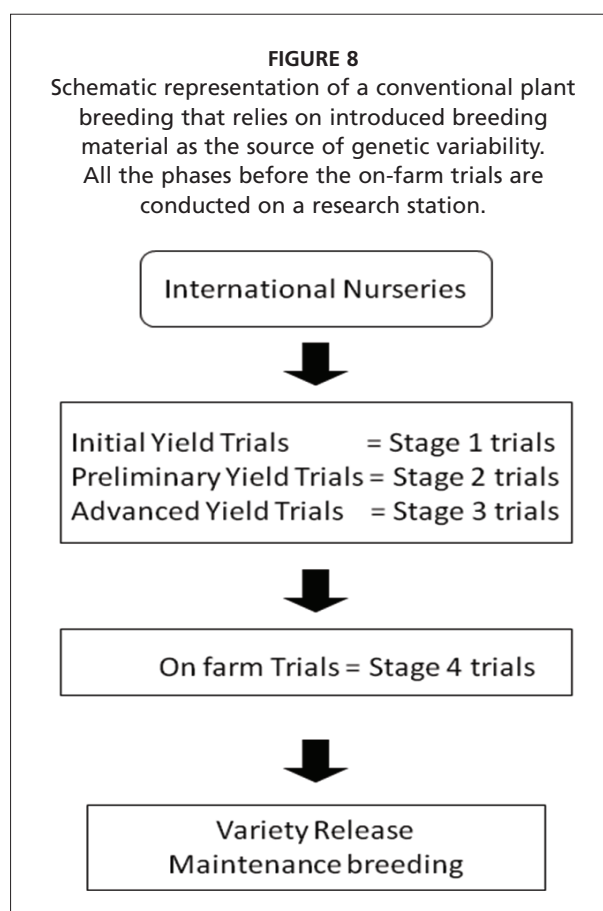 FIGURE 8
Schematic representation of a conventional plant
breeding that relies on introduced breeding
material as the source of genetic variability.
All the phases before the on-farm trials are
conducted on a research station.
International Nurseries
Initial Yield Trials = Stage 1 trials
Preliminary Yield Trials = Stage 2 trials
Advanced Yield Trials = Stage 3 trials
On farm Trials = Stage 4 trials
Variety Release
Maintenance breeding